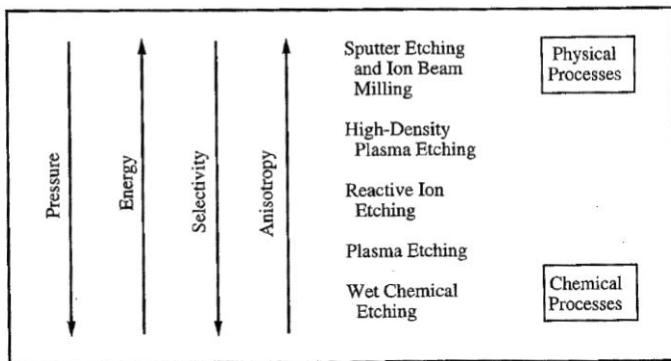 Pressure
Energy
Selectivity
Anisotropy
Sputter Etching
and Ion Beam
Milling
High-Density
Plasma Etching
Reactive Ion
Etching
Plasma Etching
Wet Chemical
Etching
Physical
Processes
Chemical
Processes